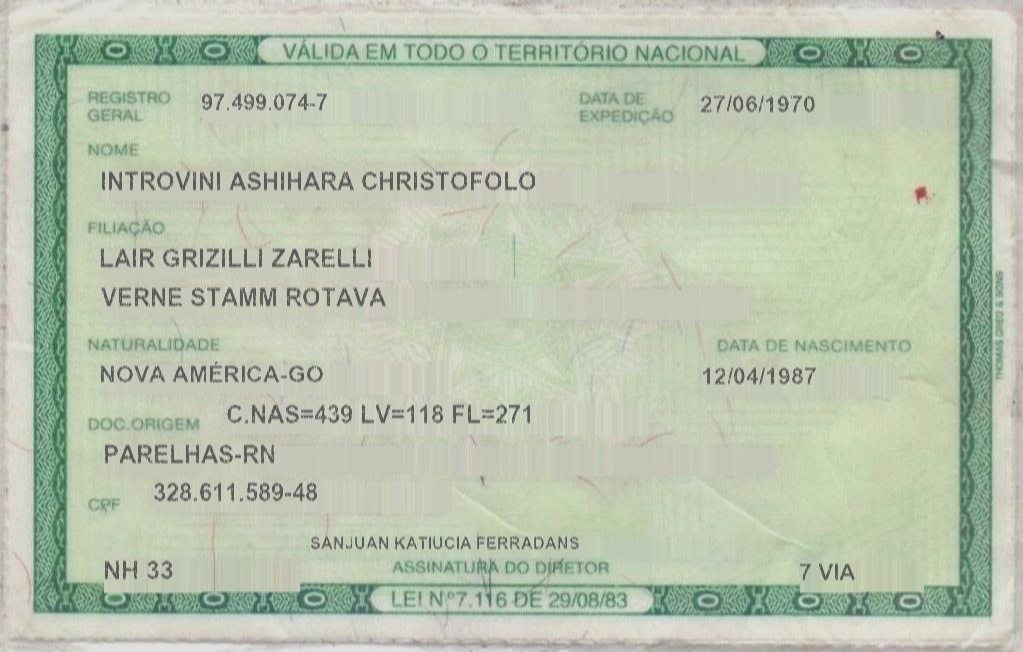 VÁLIDA EM TODO O TERRITÓRIO NACIONAL
REGISTRO GERAL 97.499.074-7 DATA DE EXPEDIÇÃO 27/06/1970
NOME
INTROVINI ASHIHARA CHRISTOFOLO
FILIAÇÃO
LAIR GRIZILLI ZARELLI
VERNE STAMM ROTAVA
NATURALIDADE DATA DE NASCIMENTO
NOVA AMÉRICA-GO 12/04/1987
DOC.ORIGEM C.NAS=439 LV=118 FL=271
PARELHAS-RN
CPF 328.611.589-48
SANJUAN KATIUCIA FERRADANS
NH 33 ASSINATURA DO DIRETOR 7 VIA
LEI Nº7.116 DE 29/08/83
THOMAS GREG & SONS